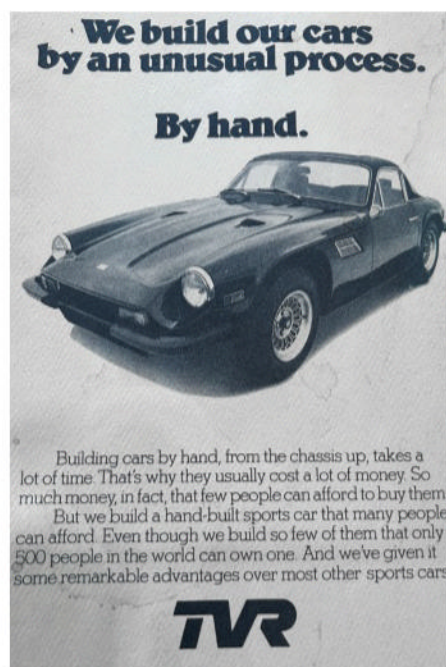 We build our cars
by an unusual process.
By hand.
Building cars by hand, from the chassis up, takes a
lot of time. That's why they usually cost a lot of money. So
much money, in fact, that few people can afford to buy them
But we build a hand-built sports car that many people
can afford. Even though we build so few of them that only
500 people in the world can own one. And we've given it
some remarkable advantages over most other sports cars
TVR